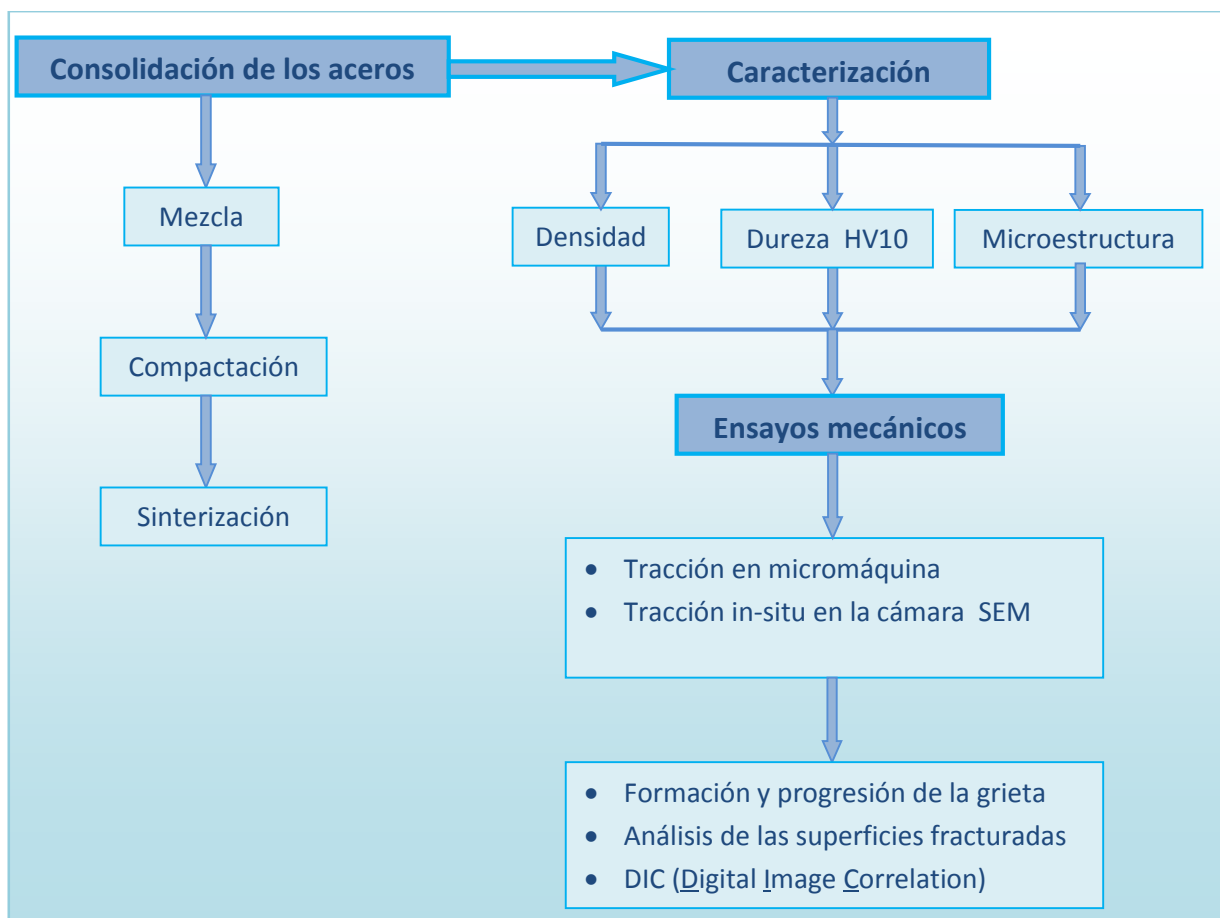 Consolidación de los aceros
Caracterización
Mezcla
Compactación
Sinterización
Densidad
Dureza HV10
Microestructura
Ensayos mecánicos
• Tracción en micromáquina
• Tracción in-situ en la cámara SEM
• Formación y progresión de la grieta
• Análisis de las superficies fracturadas
• DIC (Digital Image Correlation)